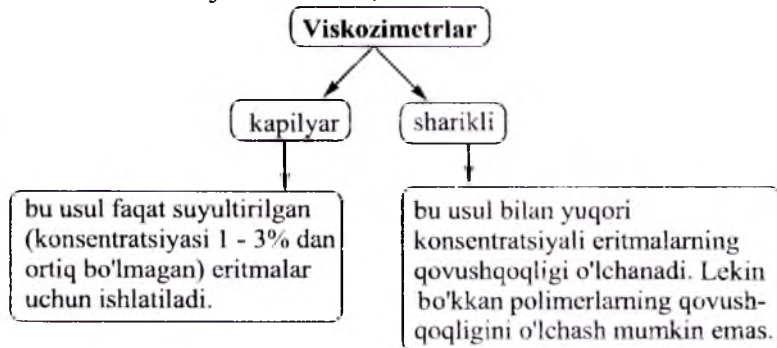 Viskozimetrlar
kapilyar
sharikli
bu usul faqat suyultirilgan
(konsentratsiyasi 1 - 3% dan
ortiq bo'lmagan) eritmalar
uchun ishlatiladi.
bu usul bilan yuqori
konsentratsiyali eritmalarning
qovushqoqligi o'lchanadi. Lekin
bo'kkan polimerlarning qovush-
qoqligini o'lchash mumkin emas.